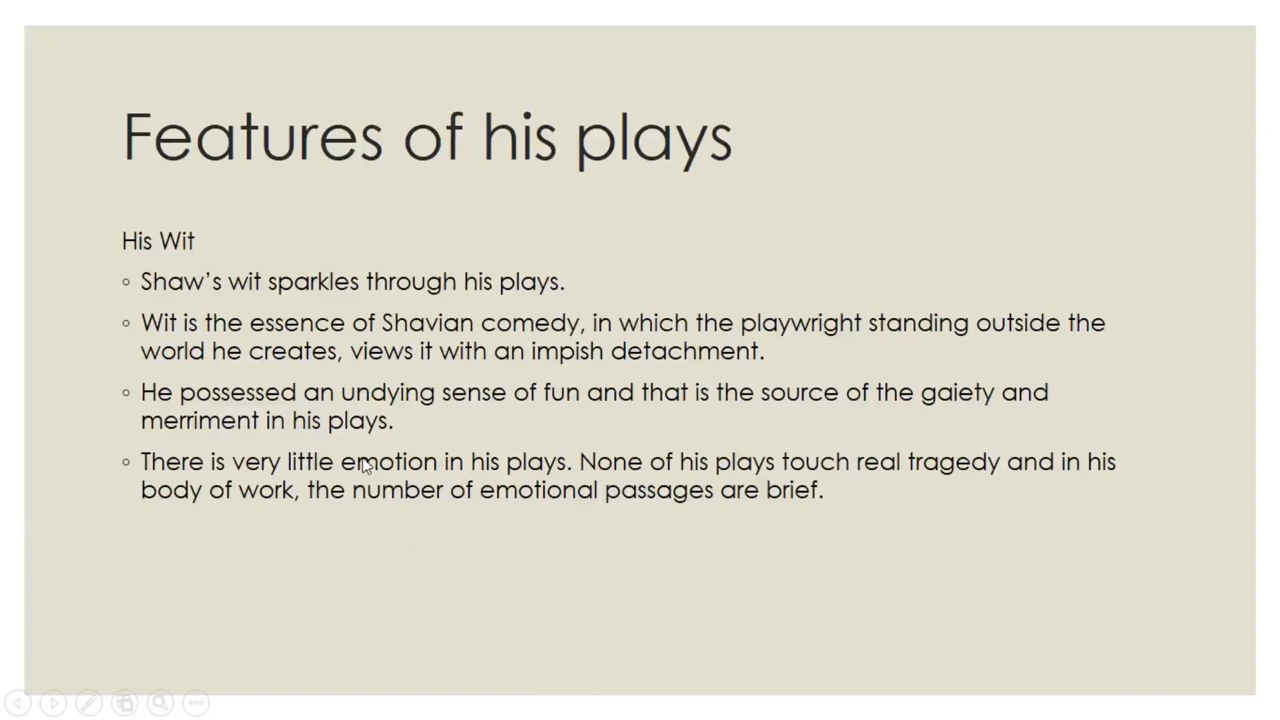 Features of his plays
His Wit
◦ Shaw's wit sparkles through his plays.
◦ Wit is the essence of Shavian comedy, in which the playwright standing outside the
world he creates, views it with an impish detachment.
◦ He possessed an undying sense of fun and that is the source of the gaiety and
merriment in his plays.
◦ There is very little emotion in his plays. None of his plays touch real tragedy and in his
body of work, the number of emotional passages are brief.